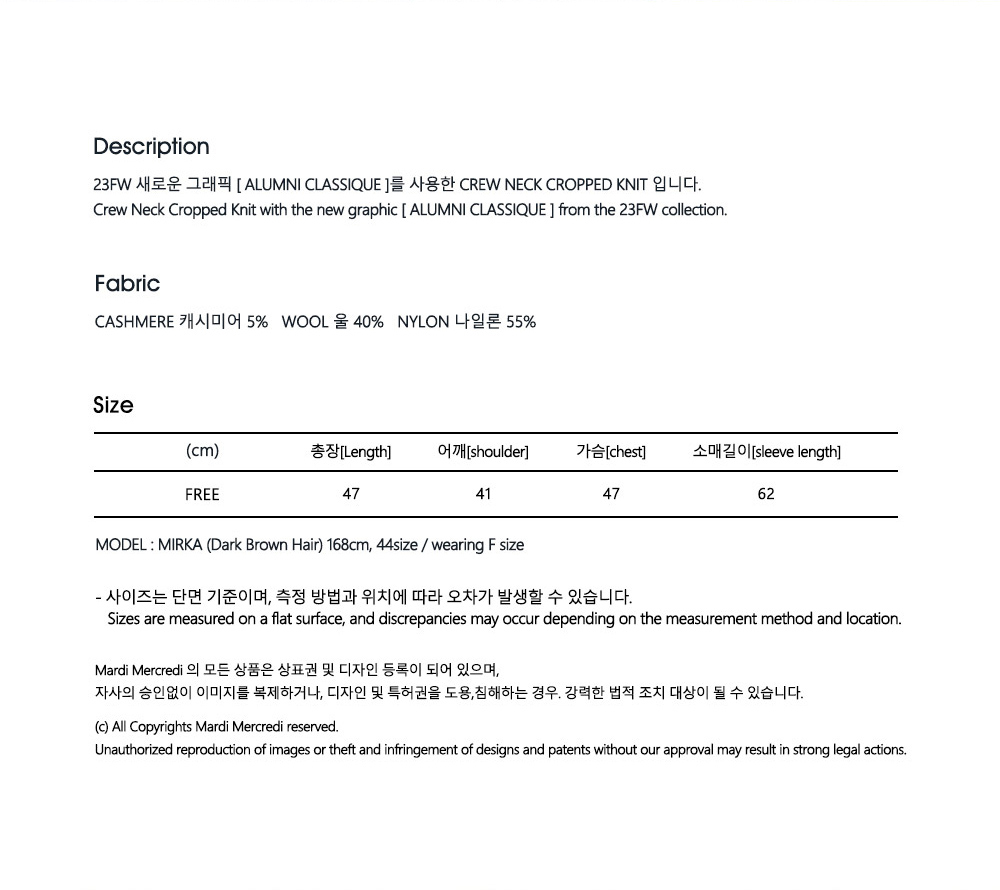 Description
23FW 새로운 그래픽 [ ALUMNI CLASSIQUE ]를 사용한 CREW NECK CROPPED KNIT 입니다.
Crew Neck Cropped Knit with the new graphic [ ALUMNI CLASSIQUE ] from the 23FW collection.
Fabric
CASHMERE 캐시미어 5% WOOL 울 40% NYLON 나일론 55%
Size
(cm) 총장[Length] 어깨[shoulder] 가슴[chest] 소매길이[sleeve length]
FREE 47 41 47 62
MODEL : MIRKA (Dark Brown Hair) 168cm, 44size / wearing F size
- 사이즈는 단면 기준이며, 측정 방법과 위치에 따라 오차가 발생할 수 있습니다.
Sizes are measured on a flat surface, and discrepancies may occur depending on the measurement method and location.
Mardi Mercredi 의 모든 상품은 상표권 및 디자인 등록이 되어 있으며,
자사의 승인없이 이미지를 복제하거나, 디자인 및 특허권을 도용,침해하는 경우. 강력한 법적 조치 대상이 될 수 있습니다.
(c) All Copyrights Mardi Mercredi reserved.
Unauthorized reproduction of images or theft and infringement of designs and patents without our approval may result in strong legal actions.